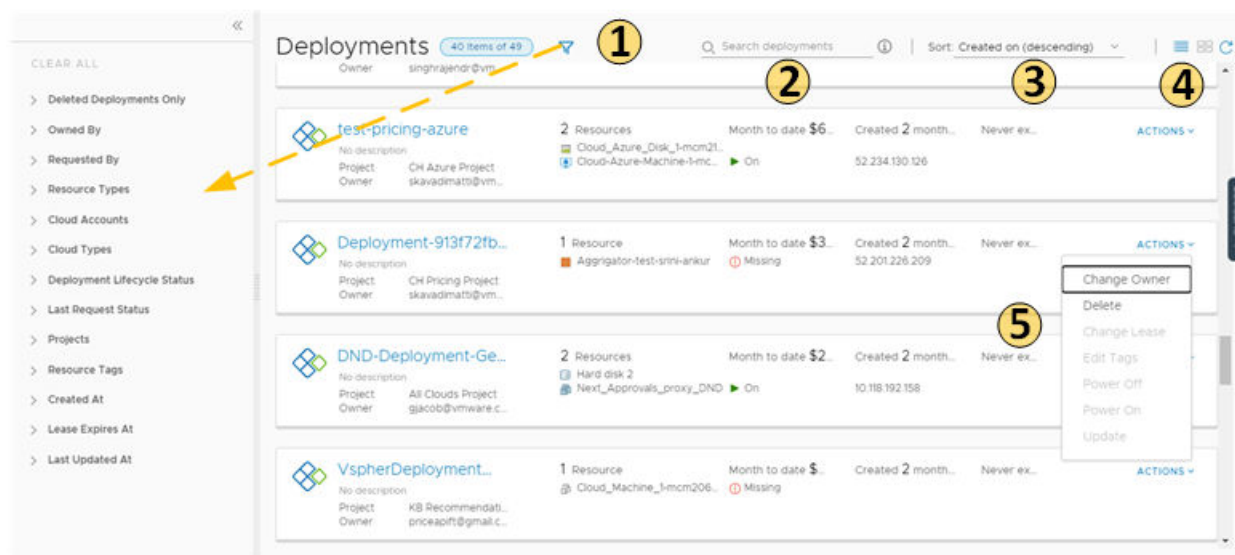 CLEAR ALL
Deleted Deployments Only
Owned By
Requested By
Resource Types
Cloud Accounts
Cloud Types
Deployment Lifecycle Status
Last Request Status
Projects
Resource Tags
Created At
Lease Expires At
Last Updated At
Deployments 40 Items of 49 1 Search deployments Sort: Created on (descending)
2 3 4
Owner singhrajendr@vm...
test-pricing-azure 2 Resources Month to date $6... Created 2 month... Never ex... ACTIONS
No description Cloud_Azure_Disk_1-mcm21...
Cloud-Azure-Machine-1-mc... On 52.234.130.126
Project CH Azure Project
Owner skavadimatti@vm...
Deployment-913f72fb... 1 Resource Month to date $3... Created 2 month... Never ex... ACTIONS
No description Aggrigator-test-srini-ankur Missing 52.201.226.209
Project CH Pricing Project
Owner skavadimatti@vm...
Change Owner
Delete
Change Lease
Edit Tags
Power Off
Power On
Update
5
DND-Deployment-Ge... 2 Resources Month to date $2... Created 2 month... Never ex...
No description Hard disk 2
Next_Approvals_proxy_DND On 10.118.192.158
Project All Clouds Project
Owner gjacob@vmware.c...
VspherDeployment... 1 Resource Month to date $... Created 2 month... Never ex... ACTIONS
No description Cloud_Machine_1-mcm206... Missing
Project KB Recommendati...
Owner priceapift@gmail.c...